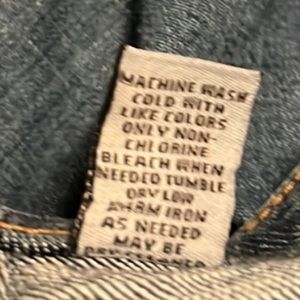 MACHINE WASH
COLD WITH
LIKE COLORS
ONLY NON-
CHLORINE
BLEACH WHEN
NEEDED TUMBLE
DRY LOW
WARM IRON
AS NEEDED
MAY BE